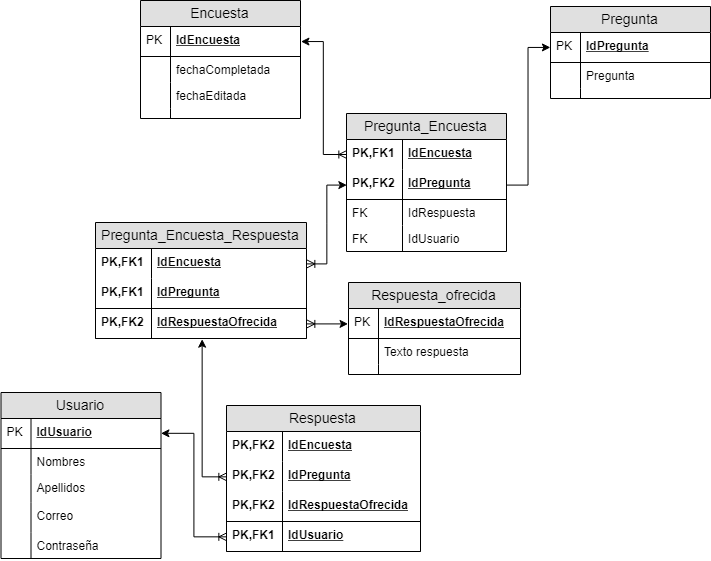 Encuesta
PK IdEncuesta
fechaCompletada
fechaEditada
Pregunta
PK IdPregunta
Pregunta
Pregunta_Encuesta
PK,FK1 IdEncuesta
PK,FK2 IdPregunta
FK IdRespuesta
FK IdUsuario
Pregunta_Encuesta_Respuesta
PK,FK1 IdEncuesta
PK,FK1 IdPregunta
PK,FK2 IdRespuestaOfrecida
Respuesta_ofrecida
PK IdRespuestaOfrecida
Texto respuesta
Usuario
PK IdUsuario
Nombres
Apellidos
Correo
Contraseña
Respuesta
PK,FK2 IdEncuesta
PK,FK2 IdPregunta
PK,FK2 IdRespuestaOfrecida
PK,FK1 IdUsuario